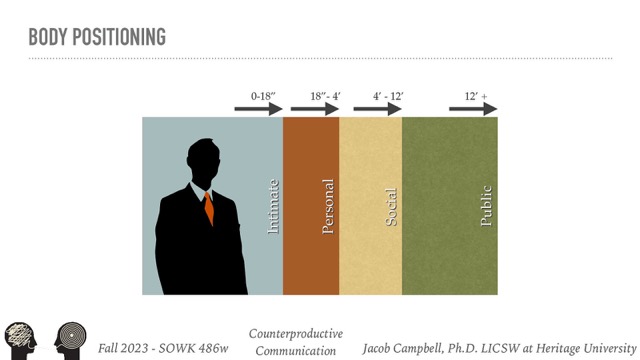 BODY POSITIONING
0-18"
18"- 4'
4' - 12'
12' +
Intimate
Personal
Social
Public
Fall 2023 - SOWK 486w
Counterproductive
Communication
Jacob Campbell, Ph.D. LICSW at Heritage University